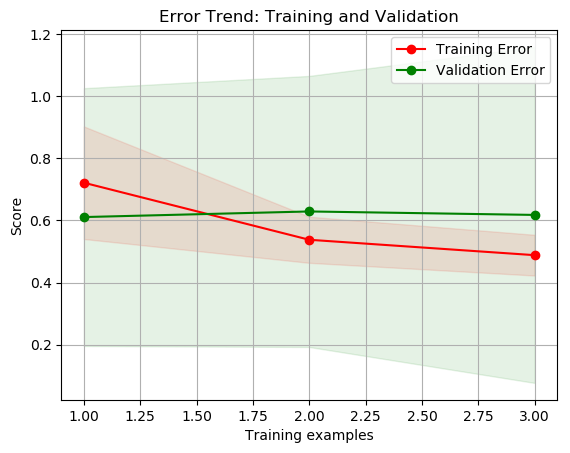 Error Trend: Training and Validation
1.2
1.0
0.8
0.6
0.4
0.2
Score
Training Error
Validation Error
1.00 1.25 1.50 1.75 2.00 2.25 2.50 2.75 3.00
Training examples